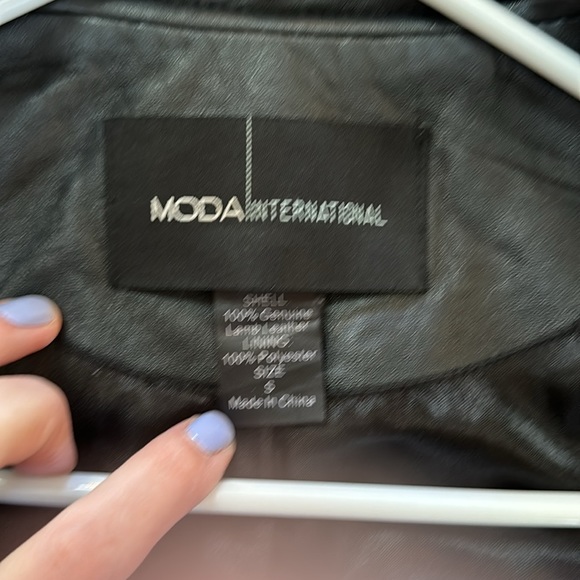 MODA INTERNATIONAL
SHELL
100% Genuine
Lamb Leather
LINING
100% Polyester
SIZE
S
Made in China